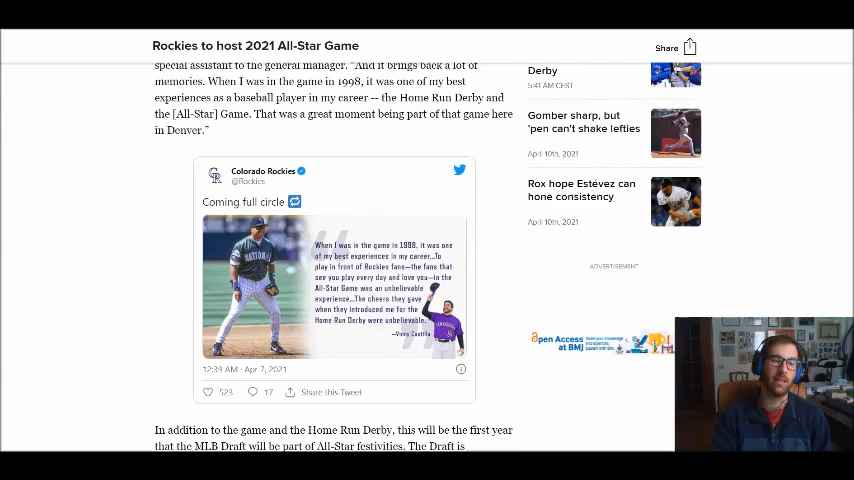 Rockies to host 2021 All-Star Game
Share
special assistant to the general manager. "And it brings back a lot of
memories. When I was in the game in 1998, it was one of my best
experiences as a baseball player in my career -- the Home Run Derby and
the [All-Star] Game. That was a great moment being part of that game here
in Denver."
Colorado Rockies
@Rockies
Coming full circle
When I was in the game in 1998, it was one
of my best experiences in my career...To
play in front of Rockies fans—the fans that
see you play every day and love you—in the
All-Star Game was an unbelievable
experience...The cheers they gave
when they introduced me for the
Home Run Derby were unbelievable.
—Vinny Castilla
NATIONAL
12:39 AM · Apr 7, 2021
523
17
Share this Tweet
In addition to the game and the Home Run Derby, this will be the first year
that the MLB Draft will be part of All-Star festivities. The Draft is
Derby
5:41 AM CEST
Gomber sharp, but
'pen can't shake lefties
April 10th, 2021
Rox hope Estévez can
hone consistency
April 10th, 2021
ADVERTISEMENT
Open Access
at BMJ